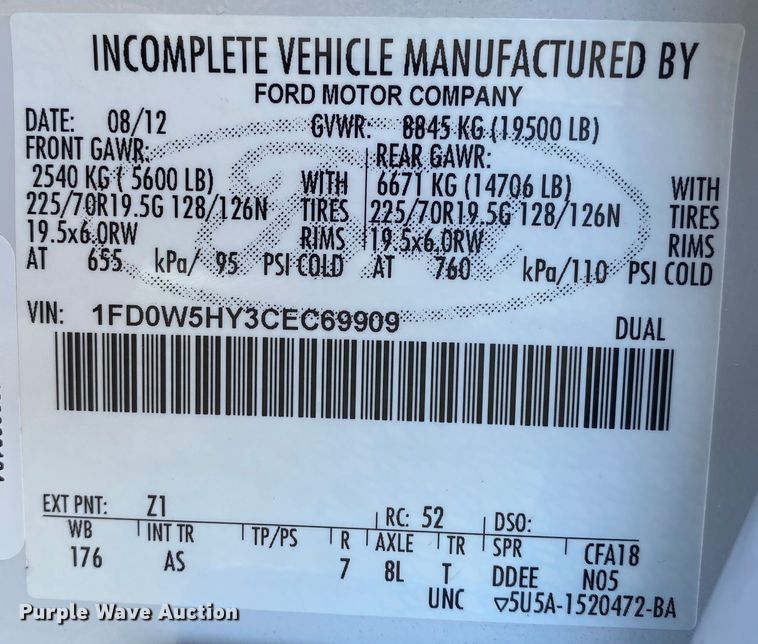 INCOMPLETE VEHICLE MANUFACTURED BY
FORD MOTOR COMPANY
DATE: 08/12 GVWR: 8845 KG (19500 LB)
FRONT GAWR: REAR GAWR:
2540 KG ( 5600 LB) WITH 6671 KG (14706 LB) WITH
225/70R19.5G 128/126N TIRES 225/70R19.5G 128/126N TIRES
19.5x6.0RW RIMS 19.5x6.0RW RIMS
AT 655 kPa/ 95 PSI COLD AT 760 kPa/110 PSI COLD
VIN: 1FD0W5HY3CEC69909 DUAL
EXT PNT: Z1 RC: 52 DSO:
WB INT TR TP/PS R AXLE TR SPR CFA18
176 AS 7 8L T DDEE N05
UNC ▽5U5A-1520472-BA
Purple Wave Auction